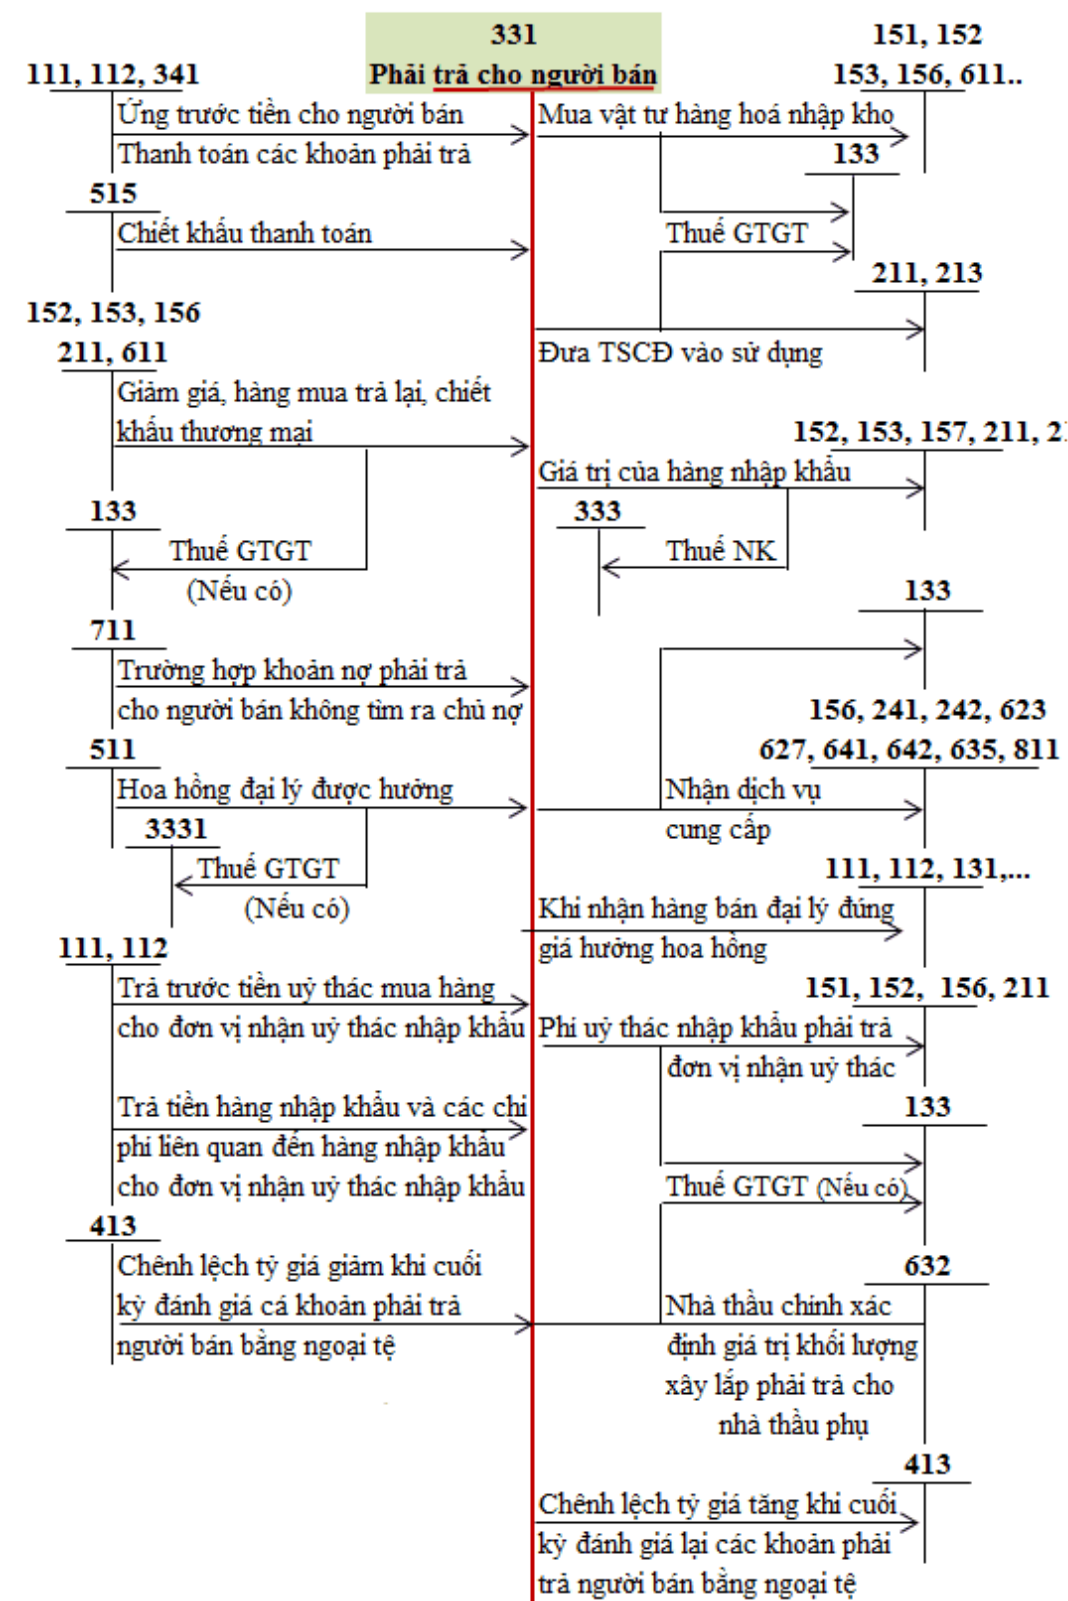 331
Phải trả cho người bán
111, 112, 341
Ứng trước tiền cho người bán
Thanh toán các khoản phải trả
515
Chiết khấu thanh toán
152, 153, 156
211, 611
Giảm giá, hàng mua trả lại, chiết
khấu thương mại
133
Thuế GTGT
(Nếu có)
711
Trường hợp khoản nợ phải trả
cho người bán không tìm ra chủ nợ
511
Hoa hồng đại lý được hưởng
3331
Thuế GTGT
(Nếu có)
111, 112
Trả trước tiền uỷ thác mua hàng
cho đơn vị nhận uỷ thác nhập khẩu
Trả tiền hàng nhập khẩu và các chi
phí liên quan đến hàng nhập khẩu
cho đơn vị nhận uỷ thác nhập khẩu
413
Chênh lệch tỷ giá giảm khi cuối
kỳ đánh giá cá khoản phải trả
người bán bằng ngoại tệ
151, 152
153, 156, 611..
Mua vật tư hàng hoá nhập kho
133
Thuế GTGT
211, 213
Đưa TSCĐ vào sử dụng
152, 153, 157, 211,
Giá trị của hàng nhập khẩu
333
Thuế NK
133
156, 241, 242, 623
627, 641, 642, 635, 811
Nhận dịch vụ
cung cấp
111, 112, 131,...
Khi nhận hàng bán đại lý đúng
giá hưởng hoa hồng
151, 152, 156, 211
Phí uỷ thác nhập khẩu phải trả
đơn vị nhận uỷ thác
133
Thuế GTGT (Nếu có)
632
Nhà thầu chính xác
định giá trị khối lượng
xây lắp phải trả cho
nhà thầu phụ
413
Chênh lệch tỷ giá tăng khi cuối
kỳ đánh giá lại các khoản phải
trả người bán bằng ngoại tệ